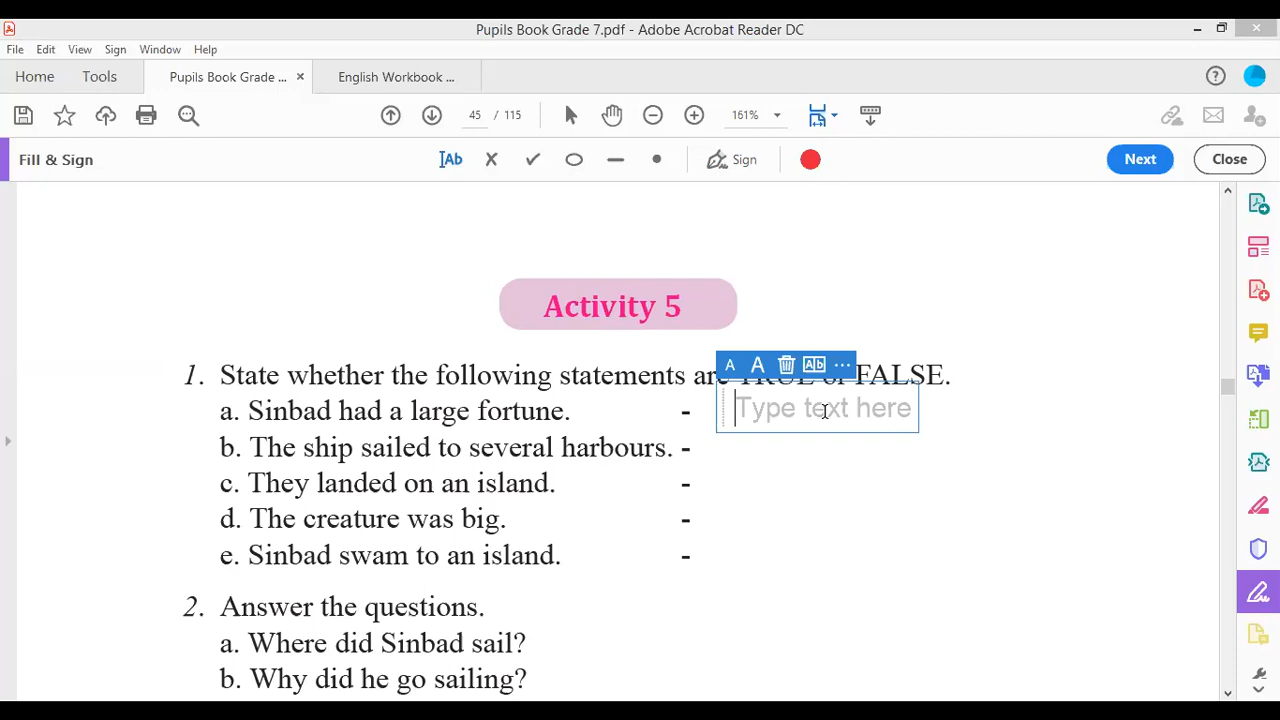 Pupils Book Grade 7.pdf - Adobe Acrobat Reader DC
File Edit View Sign Window Help
Home Tools Pupils Book Grade ... × English Workbook ...
45 / 115 161%
Fill & Sign
Ab Sign Next Close
Activity 5
A A Ab ...
1. State whether the following statements are TRUE or FALSE.
a. Sinbad had a large fortune. - Type text here
b. The ship sailed to several harbours. -
c. They landed on an island. -
d. The creature was big. -
e. Sinbad swam to an island. -
2. Answer the questions.
a. Where did Sinbad sail?
b. Why did he go sailing?